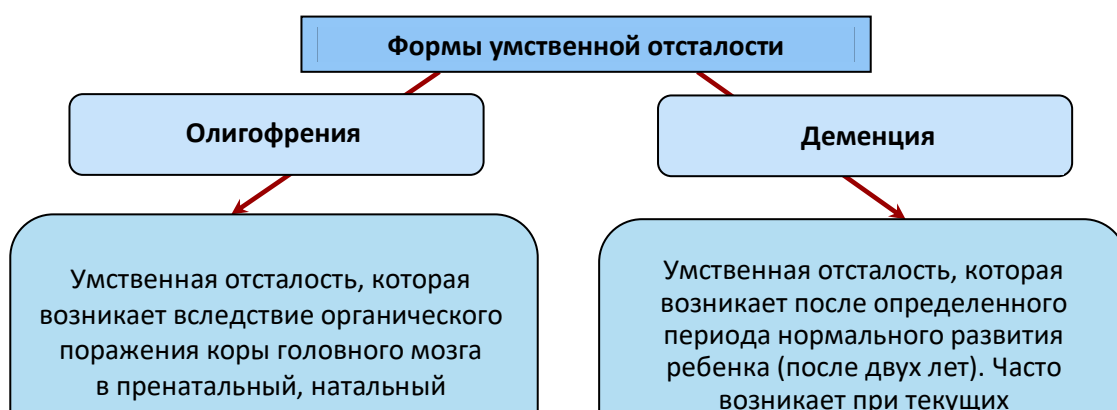 Формы умственной отсталости
Олигофрения
Деменция
Умственная отсталость, которая
возникает вследствие органического
поражения коры головного мозга
в пренатальный, натальный
Умственная отсталость, которая
возникает после определенного
периода нормального развития
ребенка (после двух лет). Часто
возникает при текущих